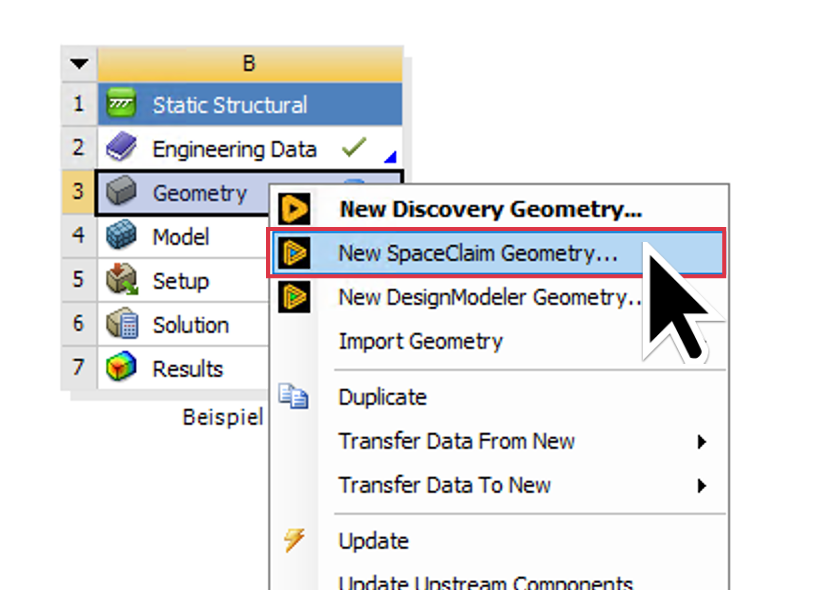 B
1 Static Structural
2 Engineering Data
3 Geometry
4 Model
5 Setup
6 Solution
7 Results
Beispiel
New Discovery Geometry...
New SpaceClaim Geometry...
New DesignModeler Geometry..
Import Geometry
Duplicate
Transfer Data From New
Transfer Data To New
Update
Update Upstream Components